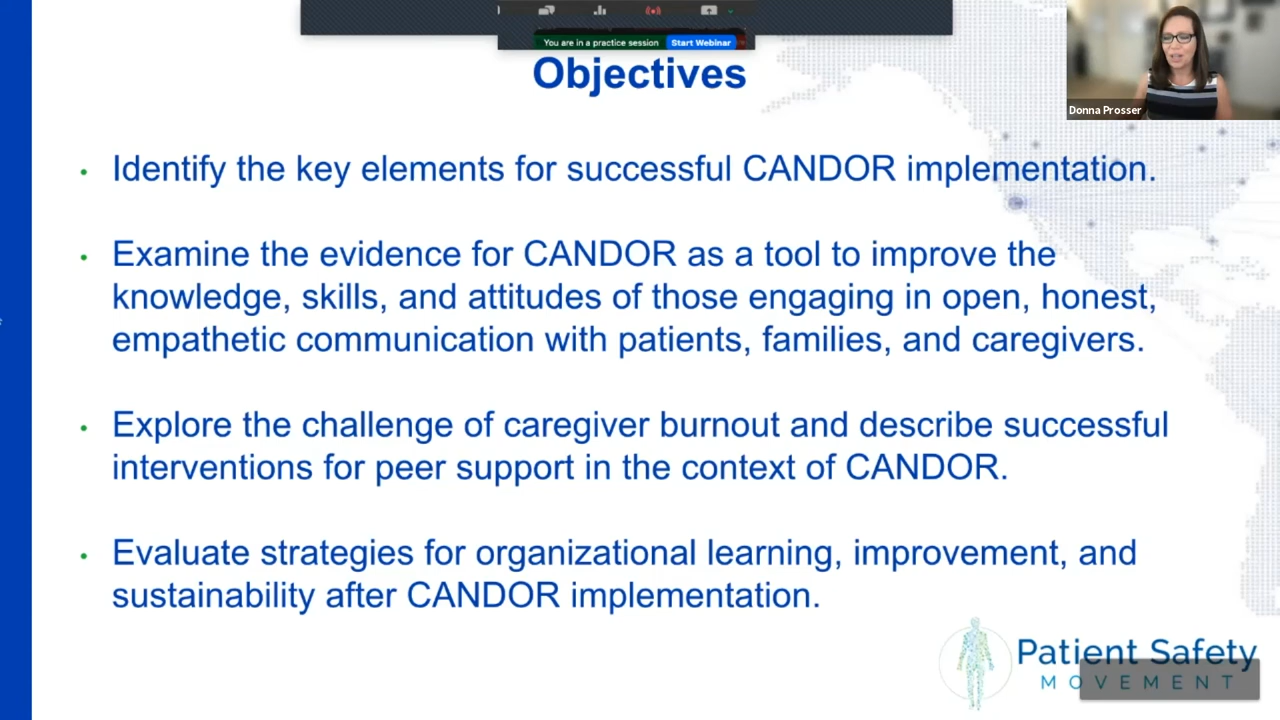 You are in a practice session
Start Webinar
Donna Prosser
Objectives
• Identify the key elements for successful CANDOR implementation.
• Examine the evidence for CANDOR as a tool to improve the
knowledge, skills, and attitudes of those engaging in open, honest,
empathetic communication with patients, families, and caregivers.
• Explore the challenge of caregiver burnout and describe successful
interventions for peer support in the context of CANDOR.
• Evaluate strategies for organizational learning, improvement, and
sustainability after CANDOR implementation.
Patient Safety
MOVEMENT